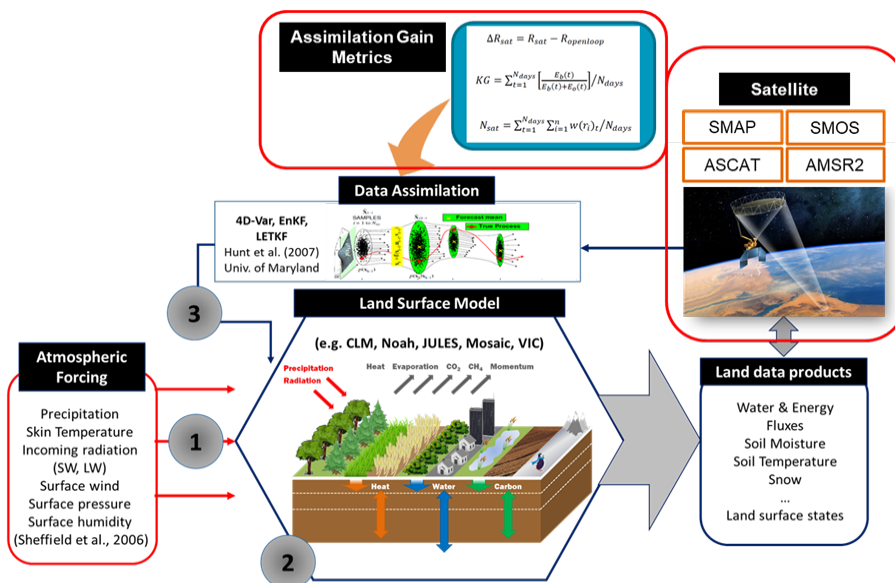 Assimilation Gain
Metrics
ΔR_sat = R_sat − R_openloop
KG = ∑_{t=1}^{N_days} [E_b(t) / (E_b(t)+E_o(t))] / N_days
N_sat = ∑_{t=1}^{N_days} ∑_{i=1}^{n} w(r_i)_t / N_days
Satellite
SMAP
SMOS
ASCAT
AMSR2
Data Assimilation
4D-Var, EnKF,
LETKF
Hunt et al. (2007)
Univ. of Maryland
SAMPLES
Forecast mean
True Process
3
Land Surface Model
(e.g. CLM, Noah, JULES, Mosaic, VIC)
Precipitation
Radiation
Heat Evaporation CO₂ CH₄ Momentum
Heat
Water
Carbon
2
Atmospheric
Forcing
Precipitation
Skin Temperature
Incoming radiation
(SW, LW)
Surface wind
Surface pressure
Surface humidity
(Sheffield et al., 2006)
1
Land data products
Water & Energy
Fluxes
Soil Moisture
Soil Temperature
Snow
...
Land surface states